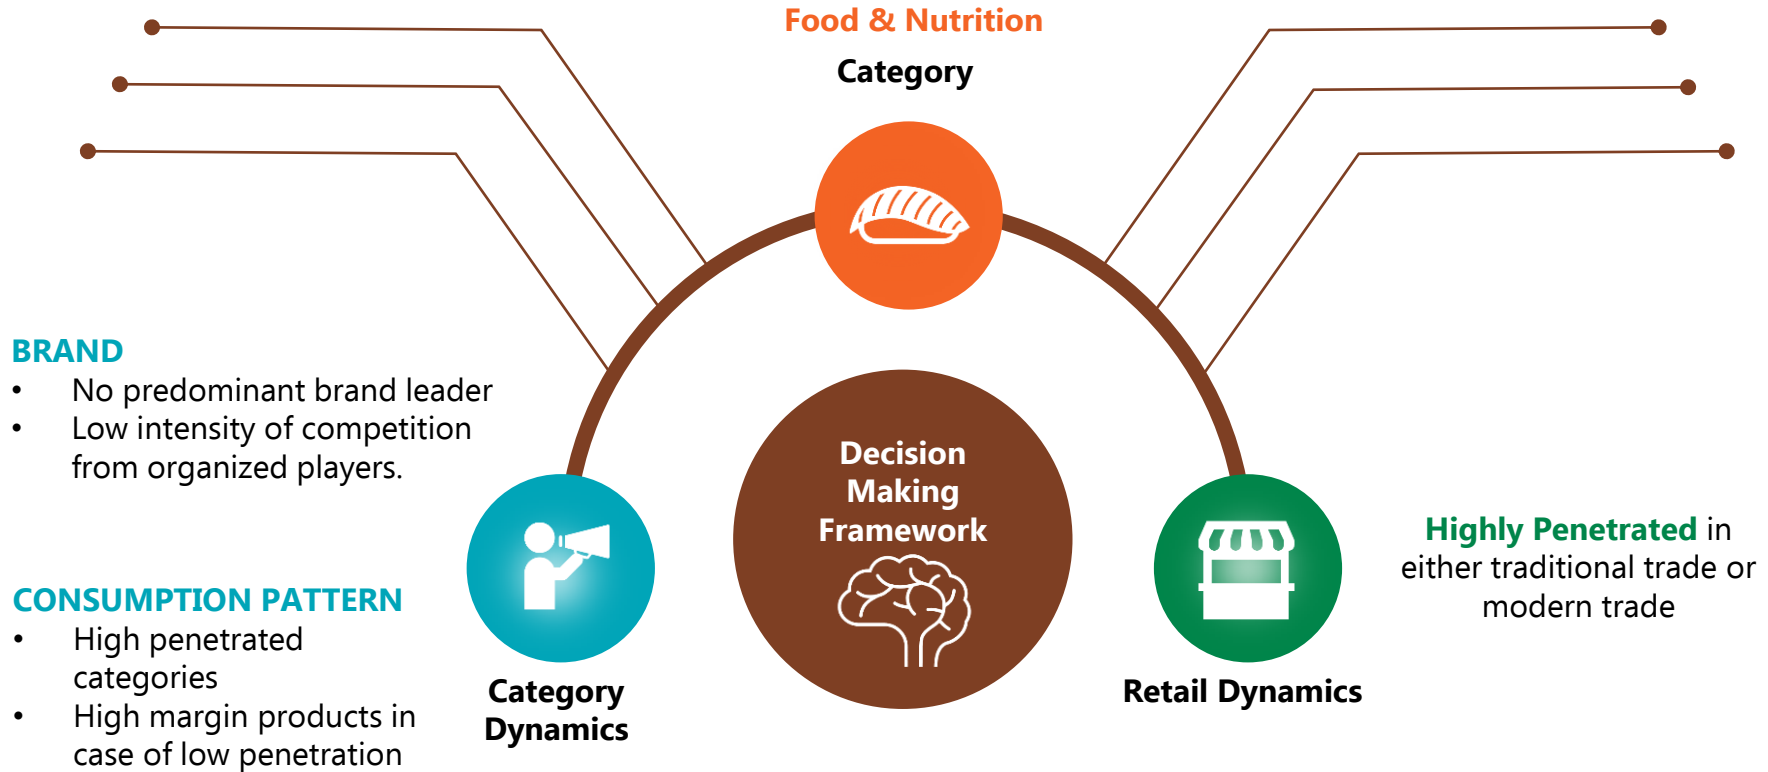 Food & Nutrition
Category
BRAND
• No predominant brand leader
• Low intensity of competition
from organized players.
CONSUMPTION PATTERN
• High penetrated
categories
• High margin products in
case of low penetration
Category
Dynamics
Decision
Making
Framework
Retail Dynamics
Highly Penetrated in
either traditional trade or
modern trade